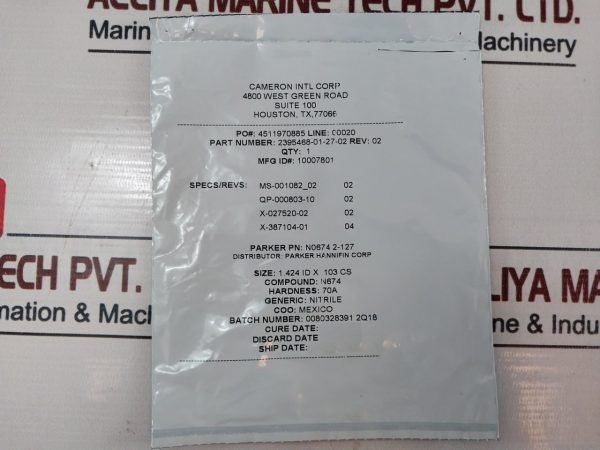 ALIYA MARINE TECH PVT. LTD.
Marin
Machinery
CAMERON INTL CORP
4800 WEST GREEN ROAD
SUITE 100
HOUSTON, TX,77066
PO#: 4511970885 LINE: 00020
PART NUMBER: 2395468-01-27-02 REV: 02
QTY: 1
MFG ID#: 10007801
SPECS/REVS: MS-001082_02 02
QP-000803-10 02
X-027520-02 02
X-387104-01 04
PARKER PN: N0674 2-127
DISTRIBUTOR: PARKER HANNIFIN CORP
SIZE: 1.424 ID X .103 CS
COMPOUND: N674
HARDNESS: 70A
GENERIC: NITRILE
COO: MEXICO
BATCH NUMBER: 0080328391 2Q18
CURE DATE:
DISCARD DATE
SHIP DATE:
TECH PVT.
LIYA MA
mation & Mach
ne & Indu